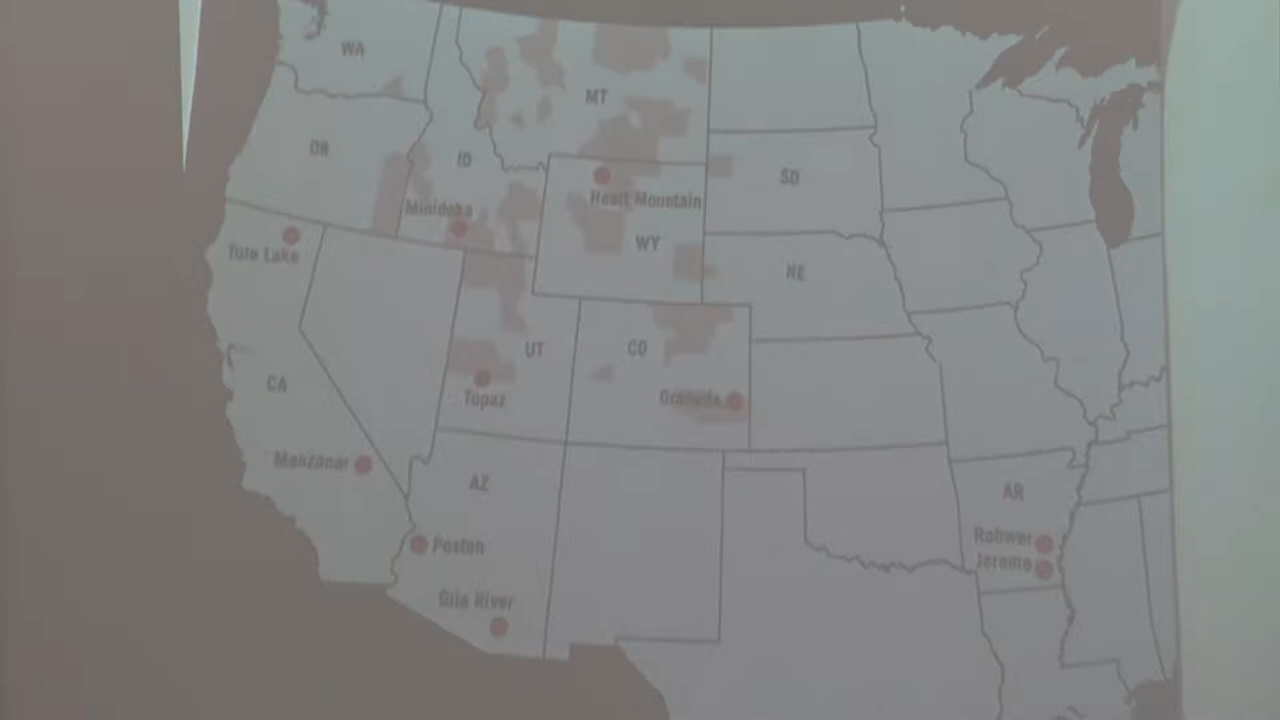 WA
MT
OR
ID
SD
Heart Mountain
Minidoka
WY
Tule Lake
NE
UT
CO
CA
Topaz
Granada
Manzanar
AZ
AR
Rohwer
Poston
Jerome
Gila River